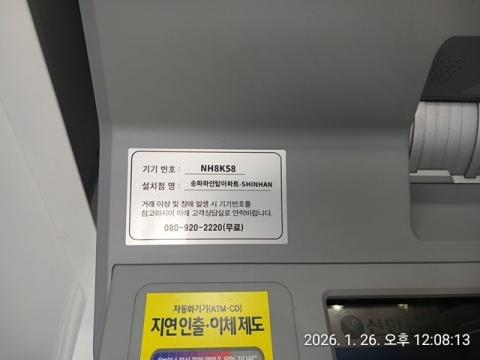 기기 번호 : NH8K58
설치점 명 : 송파파인탑아파트-SHINHAN
거래 이상 및 장애 발생 시 기기번호를
참고하시어 아래 고객상담실로 연락바랍니다.
080-920-2220(무료)
자동화기기(ATM·CD)
지연인출·이체제도
신한
2026. 1. 26. 오후 12:08:13